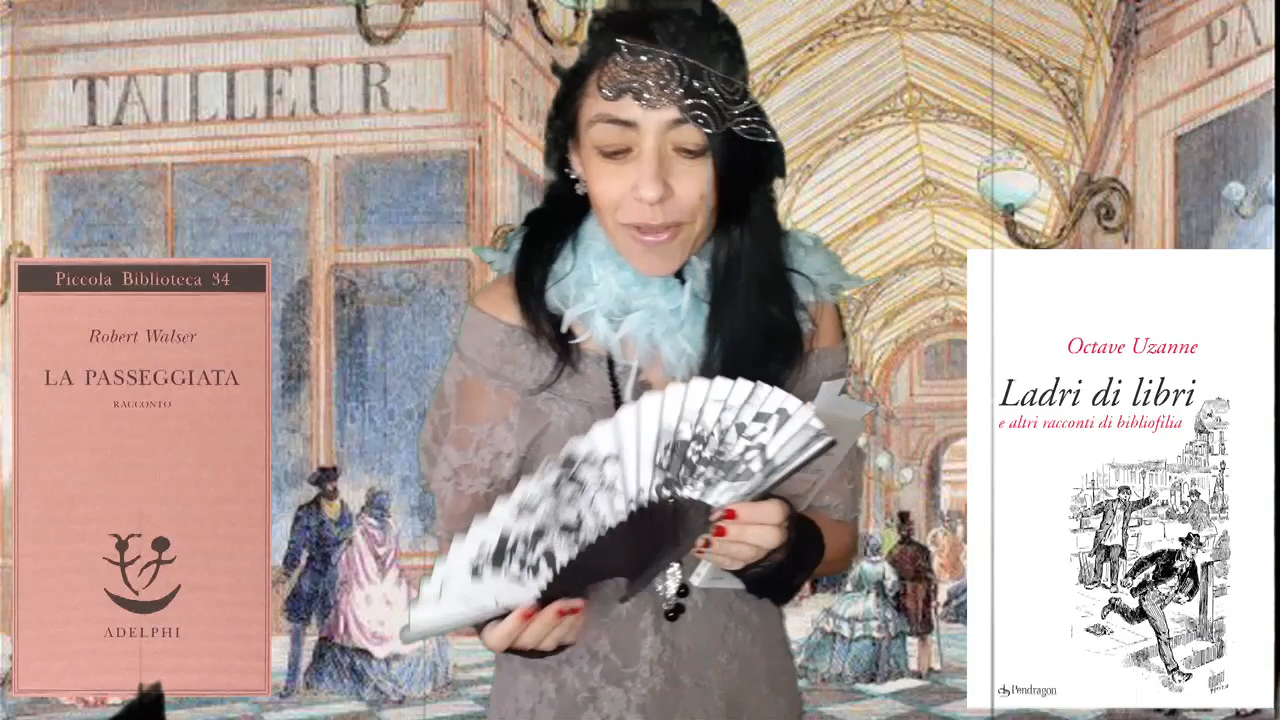 TAILLEUR
PA
Piccola Biblioteca 34
Robert Walser
LA PASSEGGIATA
RACCONTO
ADELPHI
Octave Uzanne
Ladri di libri
e altri racconti di bibliofilia
Pendragon